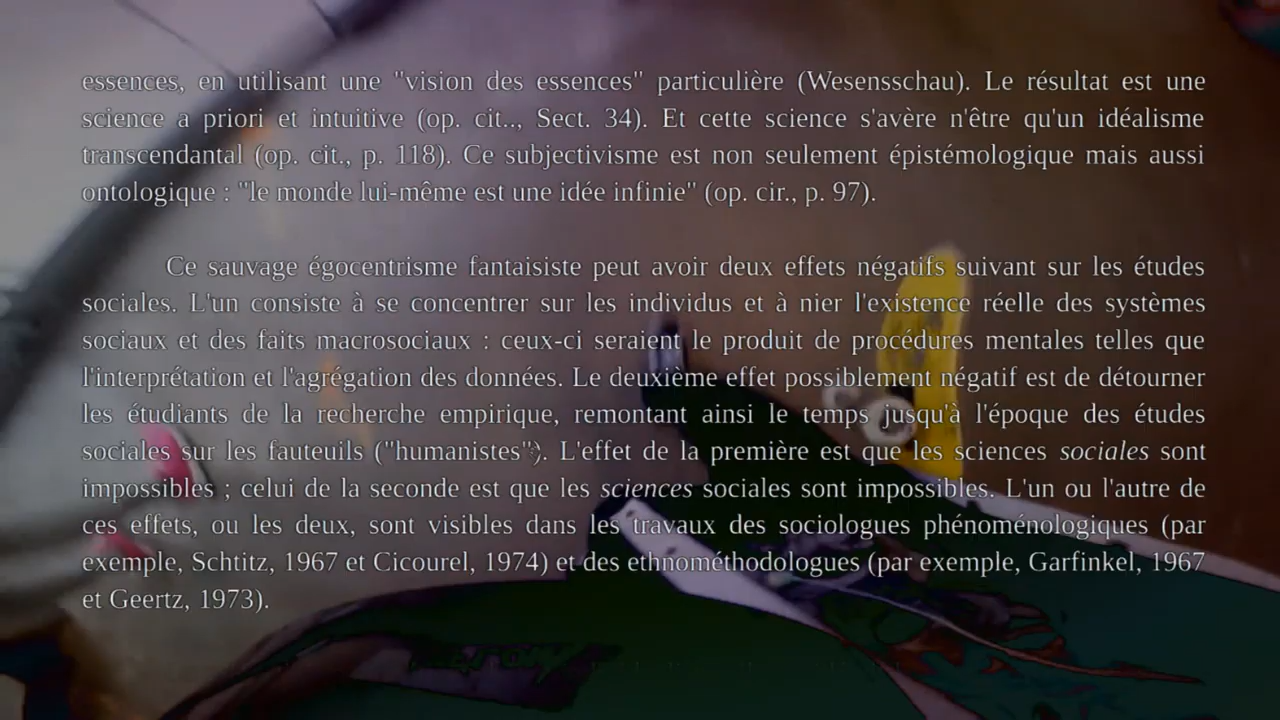 essences, en utilisant une "vision des essences" particulière (Wesensschau). Le résultat est une
science a priori et intuitive (op. cit.., Sect. 34). Et cette science s'avère n'être qu'un idéalisme
transcendantal (op. cit., p. 118). Ce subjectivisme est non seulement épistémologique mais aussi
ontologique : "le monde lui-même est une idée infinie" (op. cir., p. 97).
Ce sauvage égocentrisme fantaisiste peut avoir deux effets négatifs suivant sur les études
sociales. L'un consiste à se concentrer sur les individus et à nier l'existence réelle des systèmes
sociaux et des faits macrosociaux : ceux-ci seraient le produit de procédures mentales telles que
l'interprétation et l'agrégation des données. Le deuxième effet possiblement négatif est de détourner
les étudiants de la recherche empirique, remontant ainsi le temps jusqu'à l'époque des études
sociales sur les fauteuils ("humanistes"). L'effet de la première est que les sciences sociales sont
impossibles ; celui de la seconde est que les sciences sociales sont impossibles. L'un ou l'autre de
ces effets, ou les deux, sont visibles dans les travaux des sociologues phénoménologiques (par
exemple, Schtitz, 1967 et Cicourel, 1974) et des ethnométhodologues (par exemple, Garfinkel, 1967
et Geertz, 1973).